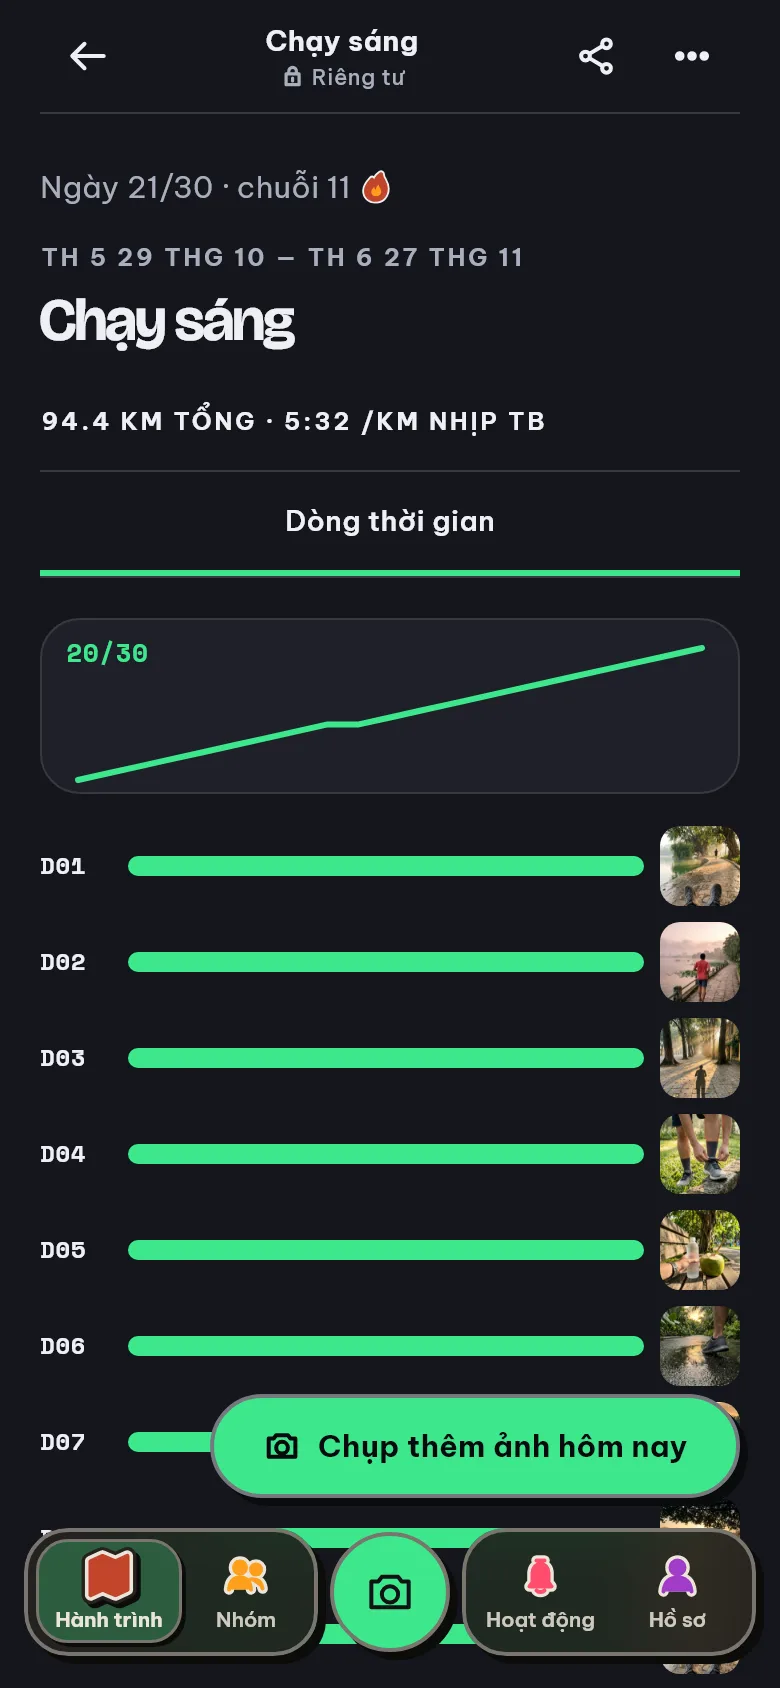 Chạy sáng
Riêng tư
Ngày 21/30 · chuỗi 11
TH 5 29 THG 10 – TH 6 27 THG 11
Chạy sáng
94.4 KM TỔNG · 5:32 /KM NHỊP TB
Dòng thời gian
20/30
D01
D02
D03
D04
D05
D06
D07
Chụp thêm ảnh hôm nay
Hành trình
Nhóm
Hoạt động
Hồ sơ